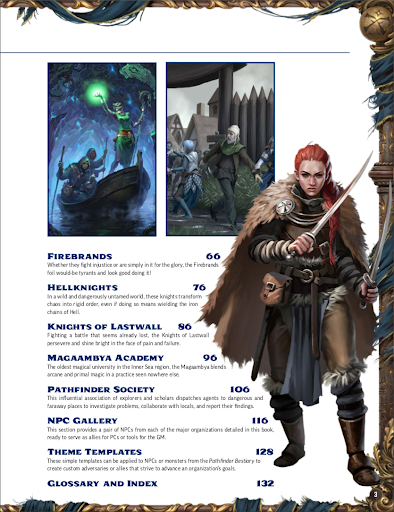 FIREBRANDS 66
Whether they fight injustice or are simply in it for the glory, the Firebrands
foil would-be tyrants and look good doing it!
HELLKNIGHTS 76
In a wild and dangerously untamed world, these knights transform
chaos into rigid order, even if doing so means wielding the iron
chains of Hell.
KNIGHTS OF LASTWALL 86
Fighting a battle that seems already lost, the Knights of Lastwall
persevere and shine bright in the face of pain and failure.
MAGAAMBYA ACADEMY 96
The oldest magical university in the Inner Sea region, the Magaambya blends
arcane and primal magic in a practice seen nowhere else.
PATHFINDER SOCIETY 106
This influential association of explorers and scholars dispatches agents to dangerous and
faraway places to investigate problems, collaborate with locals, and report their findings.
NPC GALLERY 116
This section provides a pair of NPCs from each of the major organizations detailed in this book,
ready to serve as allies for PCs or tools for the GM.
THEME TEMPLATES 128
These simple templates can be applied to NPCs or monsters from the Pathfinder Bestiary to
create custom adversaries or allies that strive to advance an organization's goals.
GLOSSARY AND INDEX 132
3